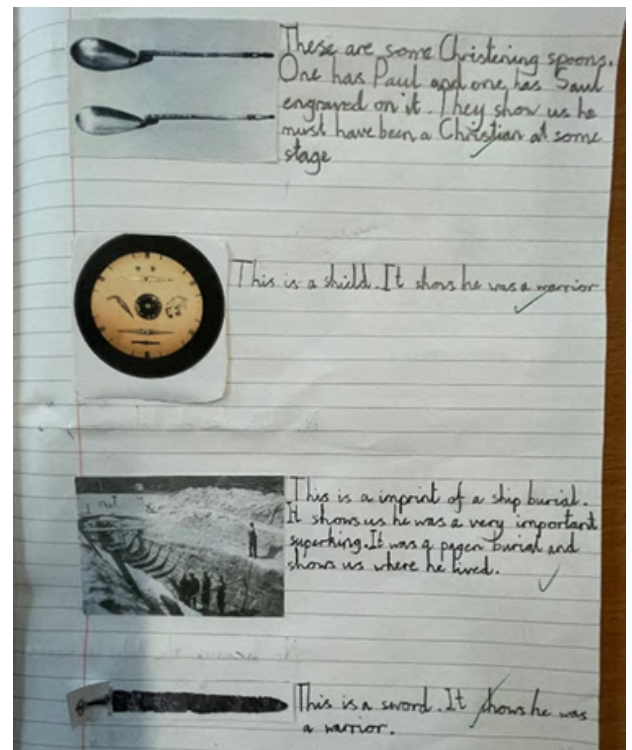 These are some Christening spoons.
One has Paul and one has Saul
engraved on it. They show us he
must have been a Christian at some
stage
This is a shield. It shows he was a warrior
This is a imprint of a ship burial.
It shows us he was a very important
superking. It was a pagen burial and
shows us where he lived.
This is a sword. It shows he was
a warrior.